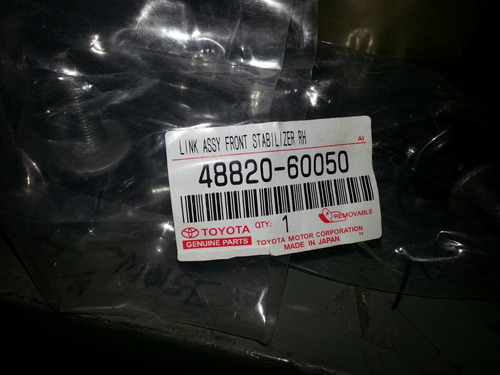 LINK ASSY FRONT STABILIZER RH
AI
48820-60050
TOYOTA
GENUINE PARTS
QTY: 1
REMOVABLE
TOYOTA MOTOR CORPORATION
MADE IN JAPAN